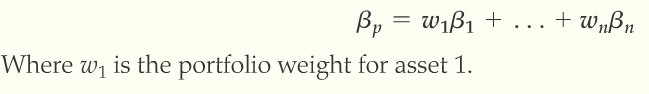 βₚ = w₁β₁ + . . . + wₙβₙ
Where w₁ is the portfolio weight for asset 1.